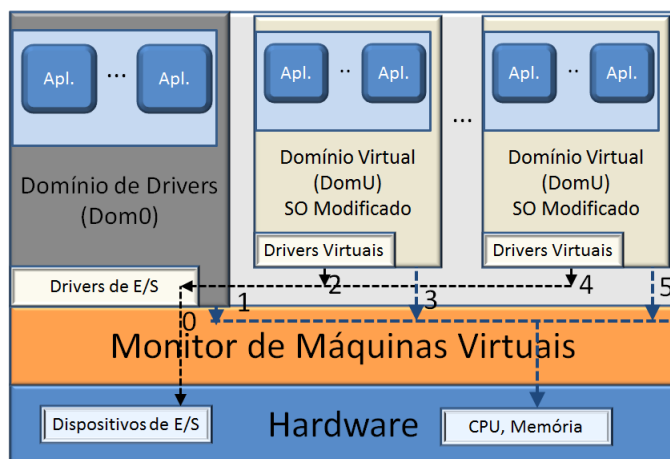 Apl.
...
Apl.
Apl.
..
Apl.
Apl.
..
Apl.
...
Domínio de Drivers
(Dom0)
Domínio Virtual
(DomU)
SO Modificado
Domínio Virtual
(DomU)
SO Modificado
Drivers Virtuais
Drivers Virtuais
Drivers de E/S
2
4
5
1
3
0
Monitor de Máquinas Virtuais
Dispositivos de E/S
Hardware
CPU, Memória